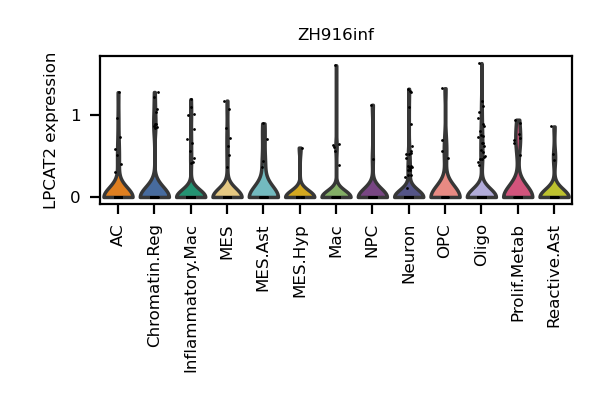 ZH916inf
LPCAT2 expression
1
0
AC
Chromatin.Reg
Inflammatory.Mac
MES
MES.Ast
MES.Hyp
Mac
NPC
Neuron
OPC
Oligo
Prolif.Metab
Reactive.Ast